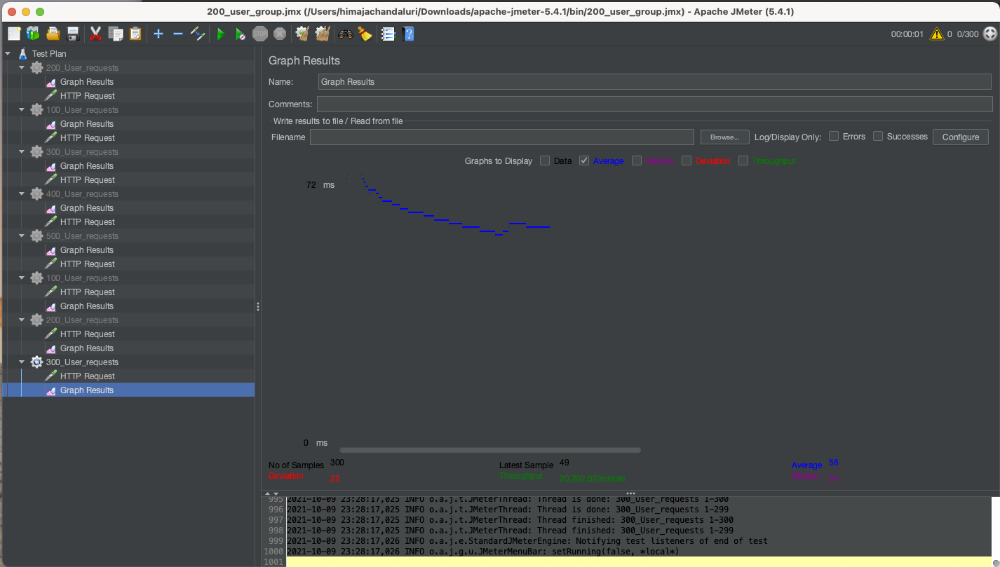 200_user_group.jmx (/Users/himajachandaluri/Downloads/apache-jmeter-5.4.1/bin/200_user_group.jmx) - Apache JMeter (5.4.1)
STOP
00:00:01 0 0/300
Test Plan
200_User_requests
Graph Results
HTTP Request
100_User_requests
Graph Results
HTTP Request
300_User_requests
Graph Results
HTTP Request
400_User_requests
Graph Results
HTTP Request
500_User_requests
Graph Results
HTTP Request
100_User_requests
HTTP Request
Graph Results
200_User_requests
HTTP Request
Graph Results
300_User_requests
HTTP Request
Graph Results
Graph Results
Name: Graph Results
Comments:
Write results to file / Read from file
Filename Browse... Log/Display Only: Errors Successes Configure
Graphs to Display Data Average Median Deviation Throughput
72 ms
0 ms
No of Samples 300 Latest Sample 49 Average 58
Deviation 22 Throughput 20,202.02/minute Median
995 2021-10-09 23:28:17,025 INFO o.a.j.t.JMeterThread: Thread is done: 300_User_requests 1-300
996 2021-10-09 23:28:17,025 INFO o.a.j.t.JMeterThread: Thread is done: 300_User_requests 1-299
997 2021-10-09 23:28:17,025 INFO o.a.j.t.JMeterThread: Thread finished: 300_User_requests 1-300
998 2021-10-09 23:28:17,025 INFO o.a.j.t.JMeterThread: Thread finished: 300_User_requests 1-299
999 2021-10-09 23:28:17,026 INFO o.a.j.e.StandardJMeterEngine: Notifying test listeners of end of test
1000 2021-10-09 23:28:17,026 INFO o.a.j.g.u.JMeterMenuBar: setRunning(false, *local*)
1001